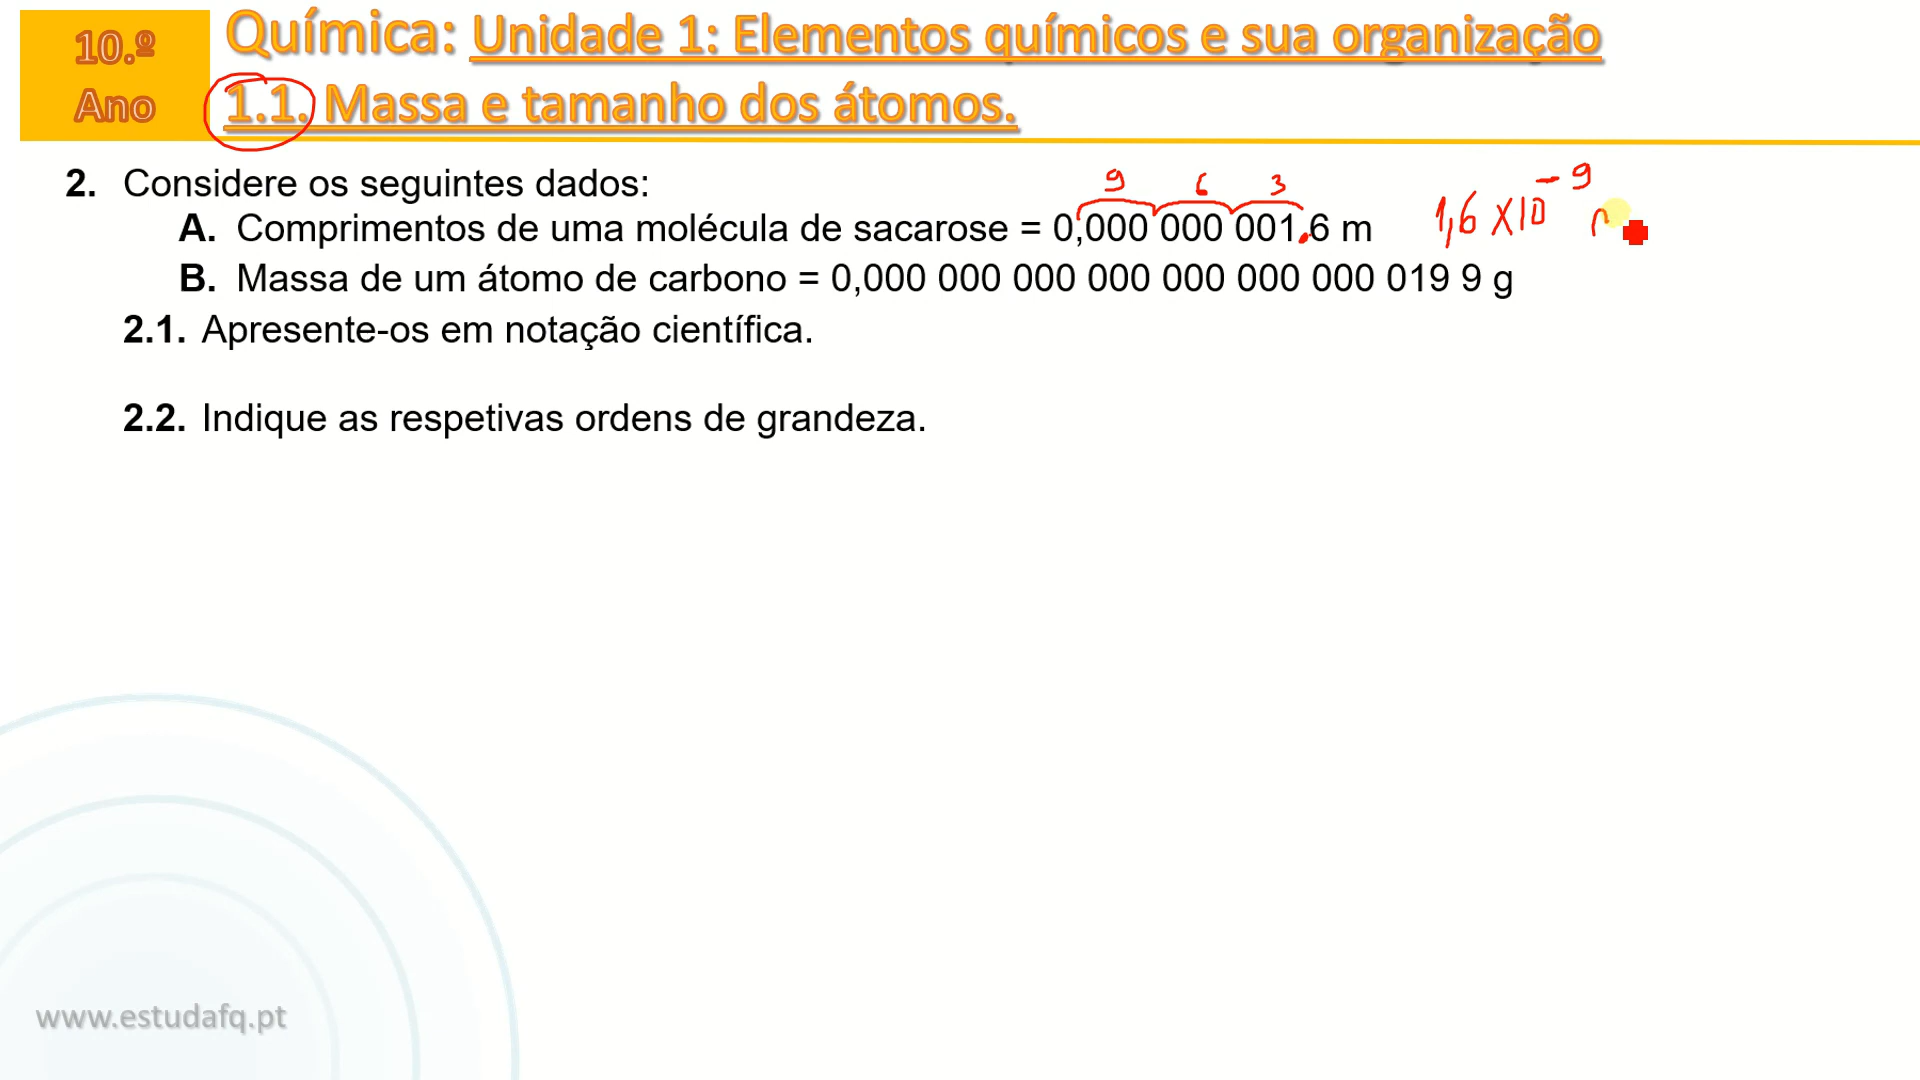 10.º
Ano
Química: Unidade 1: Elementos químicos e sua organização
1.1. Massa e tamanho dos átomos.
2. Considere os seguintes dados:
9 6 3
A. Comprimentos de uma molécula de sacarose = 0,000 000 001.6 m 1,6 x 10⁻⁹
B. Massa de um átomo de carbono = 0,000 000 000 000 000 000 000 019 9 g
2.1. Apresente-os em notação científica.
2.2. Indique as respetivas ordens de grandeza.
www.estudafq.pt